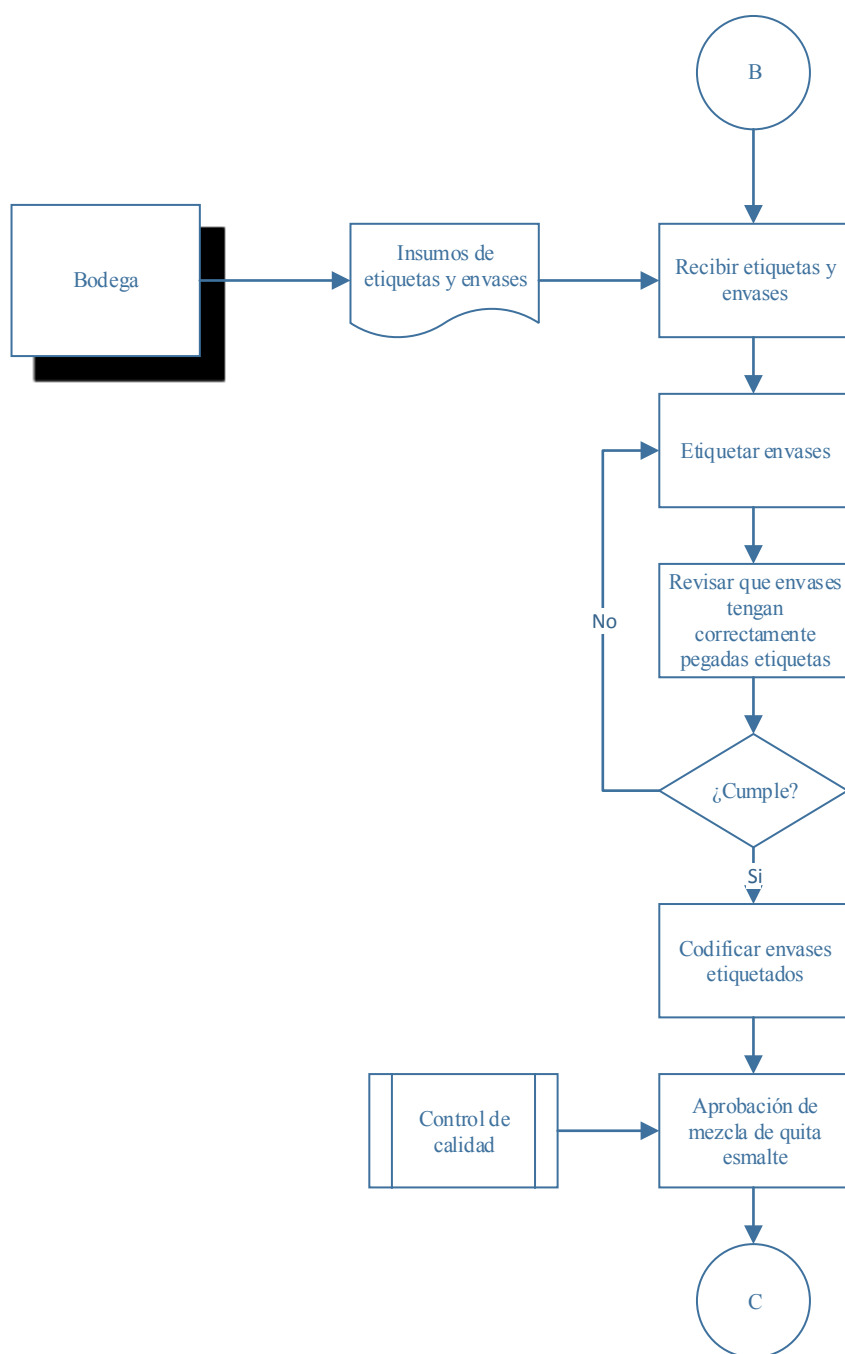 B
Bodega
Insumos de
etiquetas y envases
Recibir etiquetas y
envases
Etiquetar envases
Revisar que envases
tengan
correctamente
pegadas etiquetas
No
¿Cumple?
Si
Codificar envases
etiquetados
Control de
calidad
Aprobación de
mezcla de quita
esmalte
C